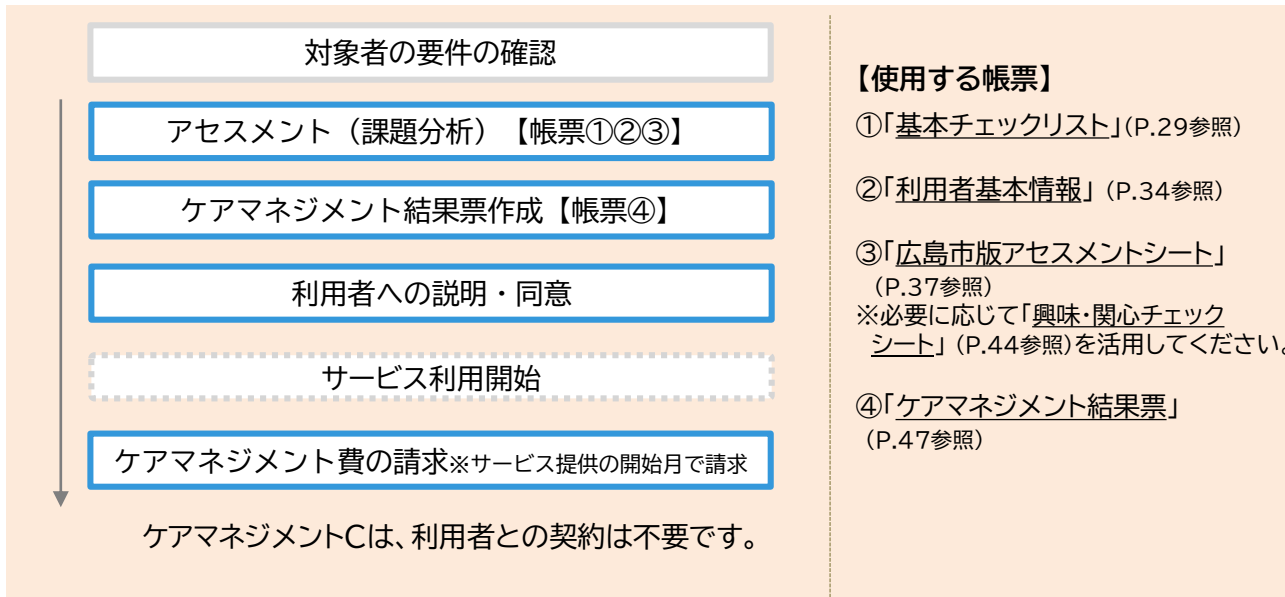 対象者の要件の確認
アセスメント（課題分析）【帳票①②③】
ケアマネジメント結果票作成【帳票④】
利用者への説明・同意
サービス利用開始
ケアマネジメント費の請求※サービス提供の開始月で請求
ケアマネジメントCは、利用者との契約は不要です。
【使用する帳票】
①「基本チェックリスト」(P.29参照)
②「利用者基本情報」（P.34参照）
③「広島市版アセスメントシート」
（P.37参照）
※必要に応じて「興味・関心チェック
シート」（P.44参照）を活用してください。
④「ケアマネジメント結果票」
（P.47参照）